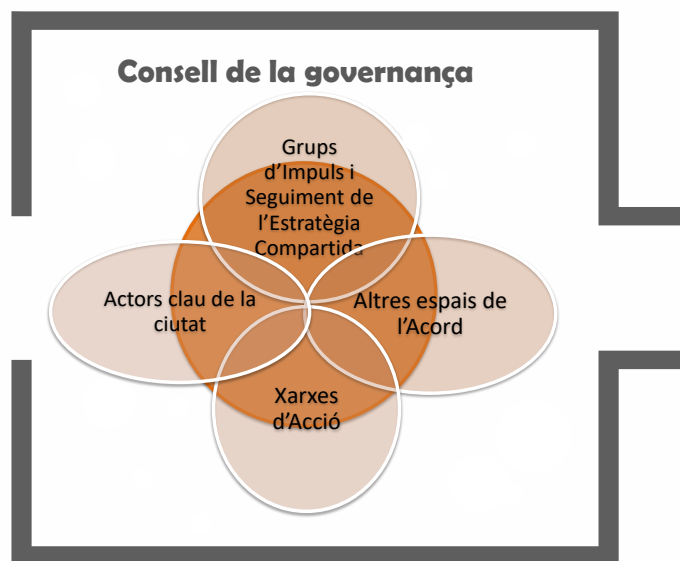 Consell de la governança
Grups
d’Impuls i
Seguiment de
l’Estratègia
Compartida
Actors clau de la
ciutat
Altres espais de
l’Acord
Xarxes
d’Acció